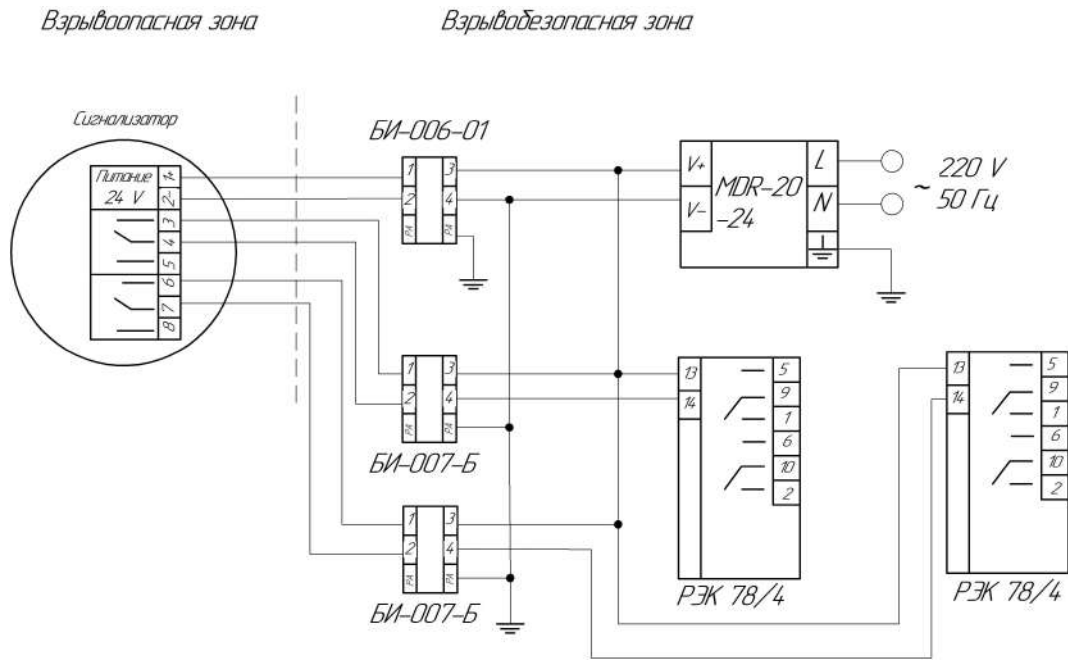 Взрывоопасная зона
Взрывобезопасная зона
Сигнализатор
Питание
24 V
1+
2-
3
4
5
6
7
8
БИ-006-01
1
3
2
4
PA
PA
V+
V-
MDR-20
-24
L
N
220 V
~ 50 Гц
1
3
2
4
PA
PA
БИ-007-Б
1
3
2
4
PA
PA
БИ-007-Б
13
14
5
9
1
6
10
2
РЭК 78/4
13
14
5
9
1
6
10
2
РЭК 78/4